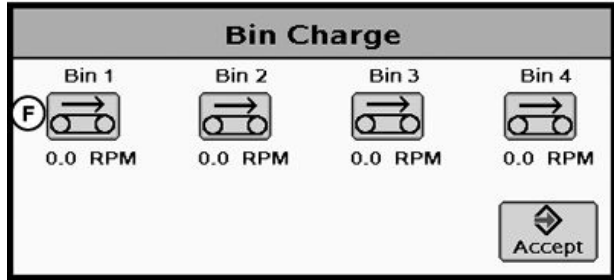 Bin Charge
Bin 1 Bin 2 Bin 3 Bin 4
F
0.0 RPM 0.0 RPM 0.0 RPM 0.0 RPM
Accept